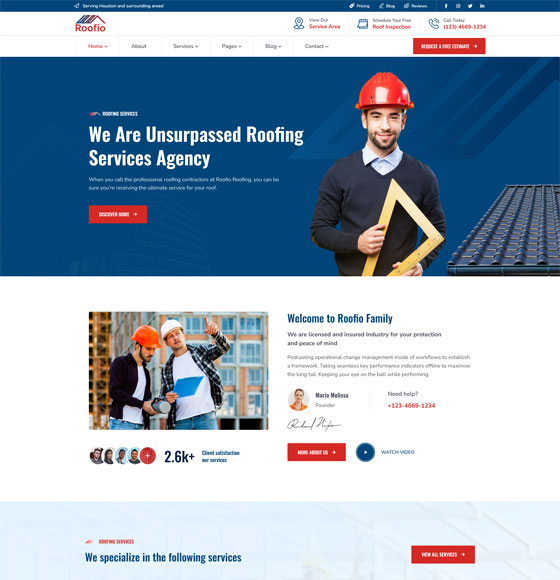 Serving Houston and surrounding areas!
Pricing
Blog
Reviews
Roofio
View Our
Service Area
Schedule Your Free
Roof Inspection
Call Today
(123) 4669-1234
Home
About
Services
Pages
Blog
Contact
REQUEST A FREE ESTIMATE
ROOFING SERVICES
We Are Unsurpassed Roofing
Services Agency
When you call the professional roofing contractors at Roofio Roofing, you can be
sure you're receiving the ultimate service for your roof.
DISCOVER MORE
Welcome to Roofio Family
We are licensed and insured Industry for your protection
and peace of mind
Podcasting operational change management inside of workflows to establish
a framework. Taking seamless key performance indicators offline to maximise
the long tail. Keeping your eye on the ball while performing.
Maria Melissa
Founder
Need help?
+123-4669-1234
2.6k+
Client satisfaction
our services
MORE ABOUT US
WATCH VIDEO
ROOFING SERVICES
We specialize in the following services
VIEW ALL SERVICES